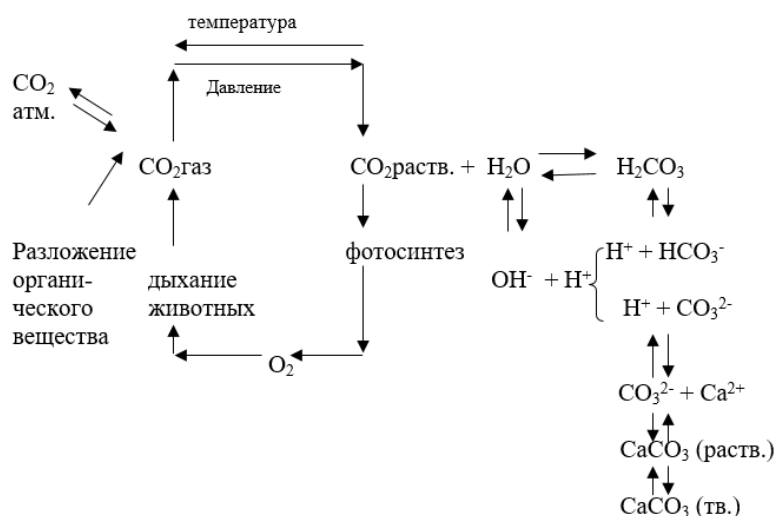 температура
Давление
CO₂
атм.
CO₂газ
CO₂раств. + H₂O
H₂CO₃
Разложение
органи-
ческого
вещества
дыхание
животных
фотосинтез
OH⁻ + H⁺
H⁺ + HCO₃⁻
H⁺ + CO₃²⁻
O₂
CO₃²⁻ + Ca²⁺
CaCO₃ (раств.)
CaCO₃ (тв.)